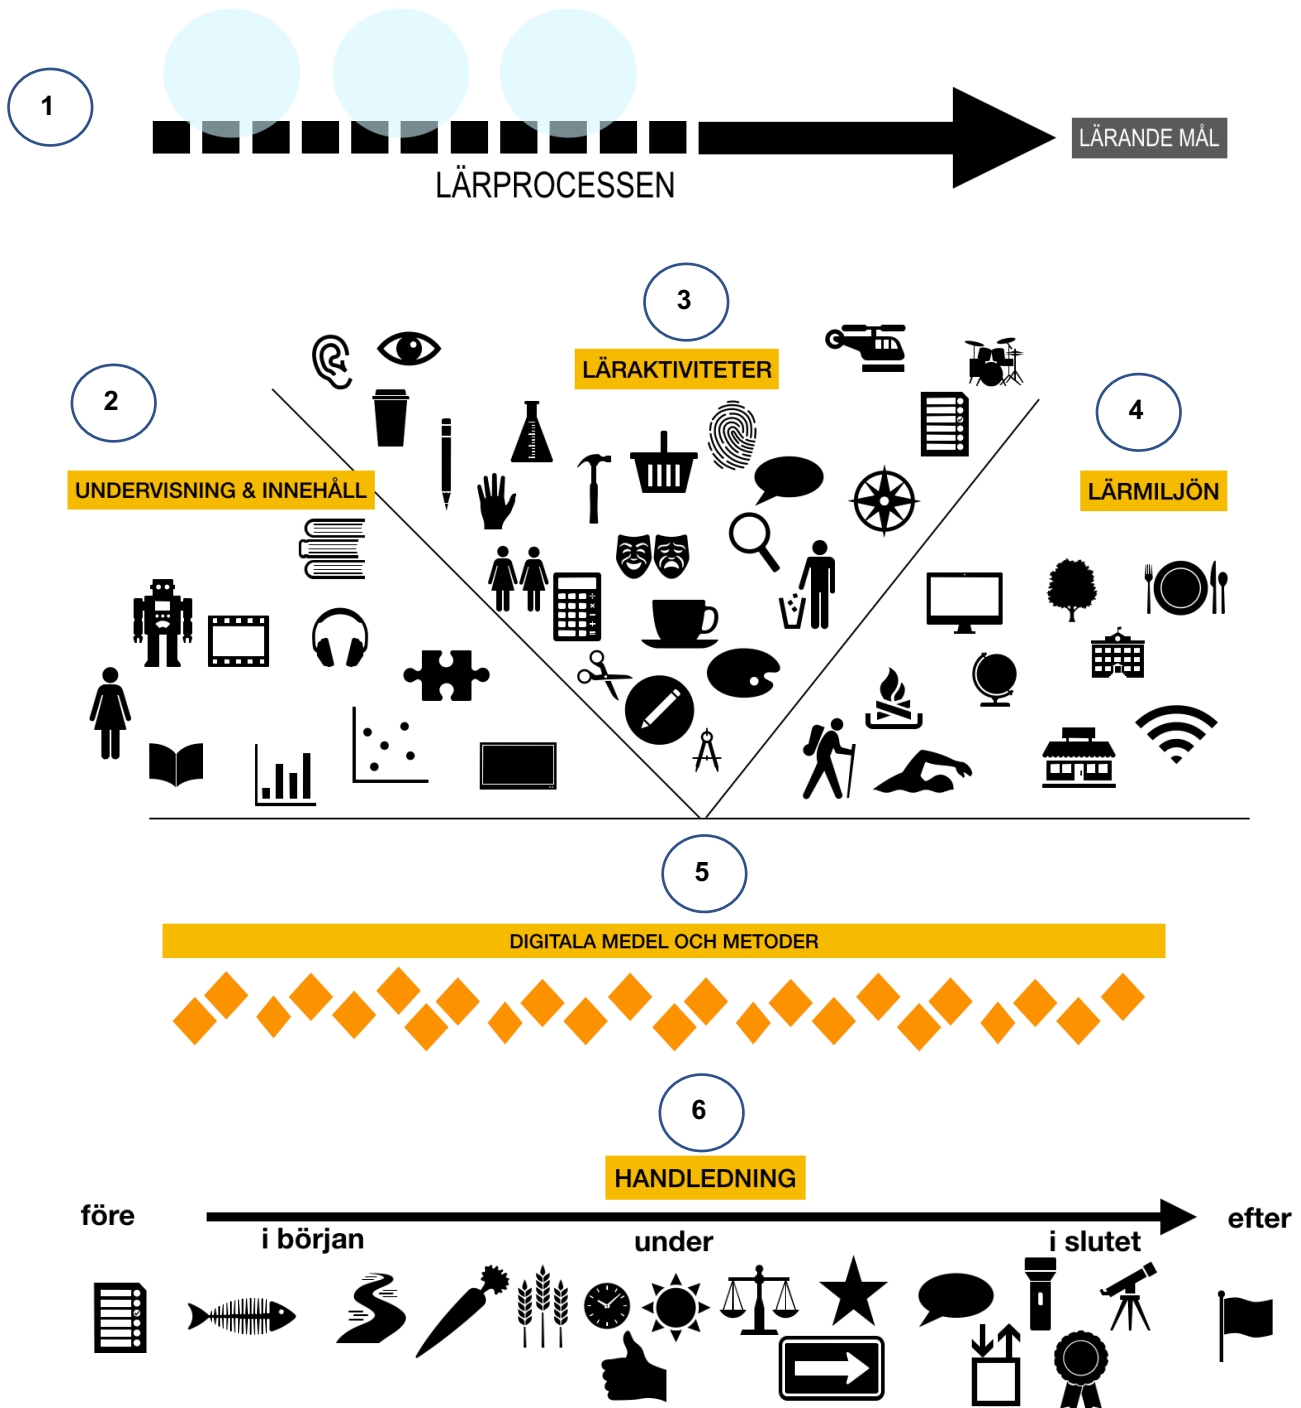 1
LÄRANDE MÅL
LÄRPROCESSEN
3
LÄRAKTIVITETER
2
UNDERVISNING & INNEHÅLL
4
LÄRMILJÖN
5
DIGITALA MEDEL OCH METODER
6
HANDLEDNING
före
i början
under
i slutet
efter